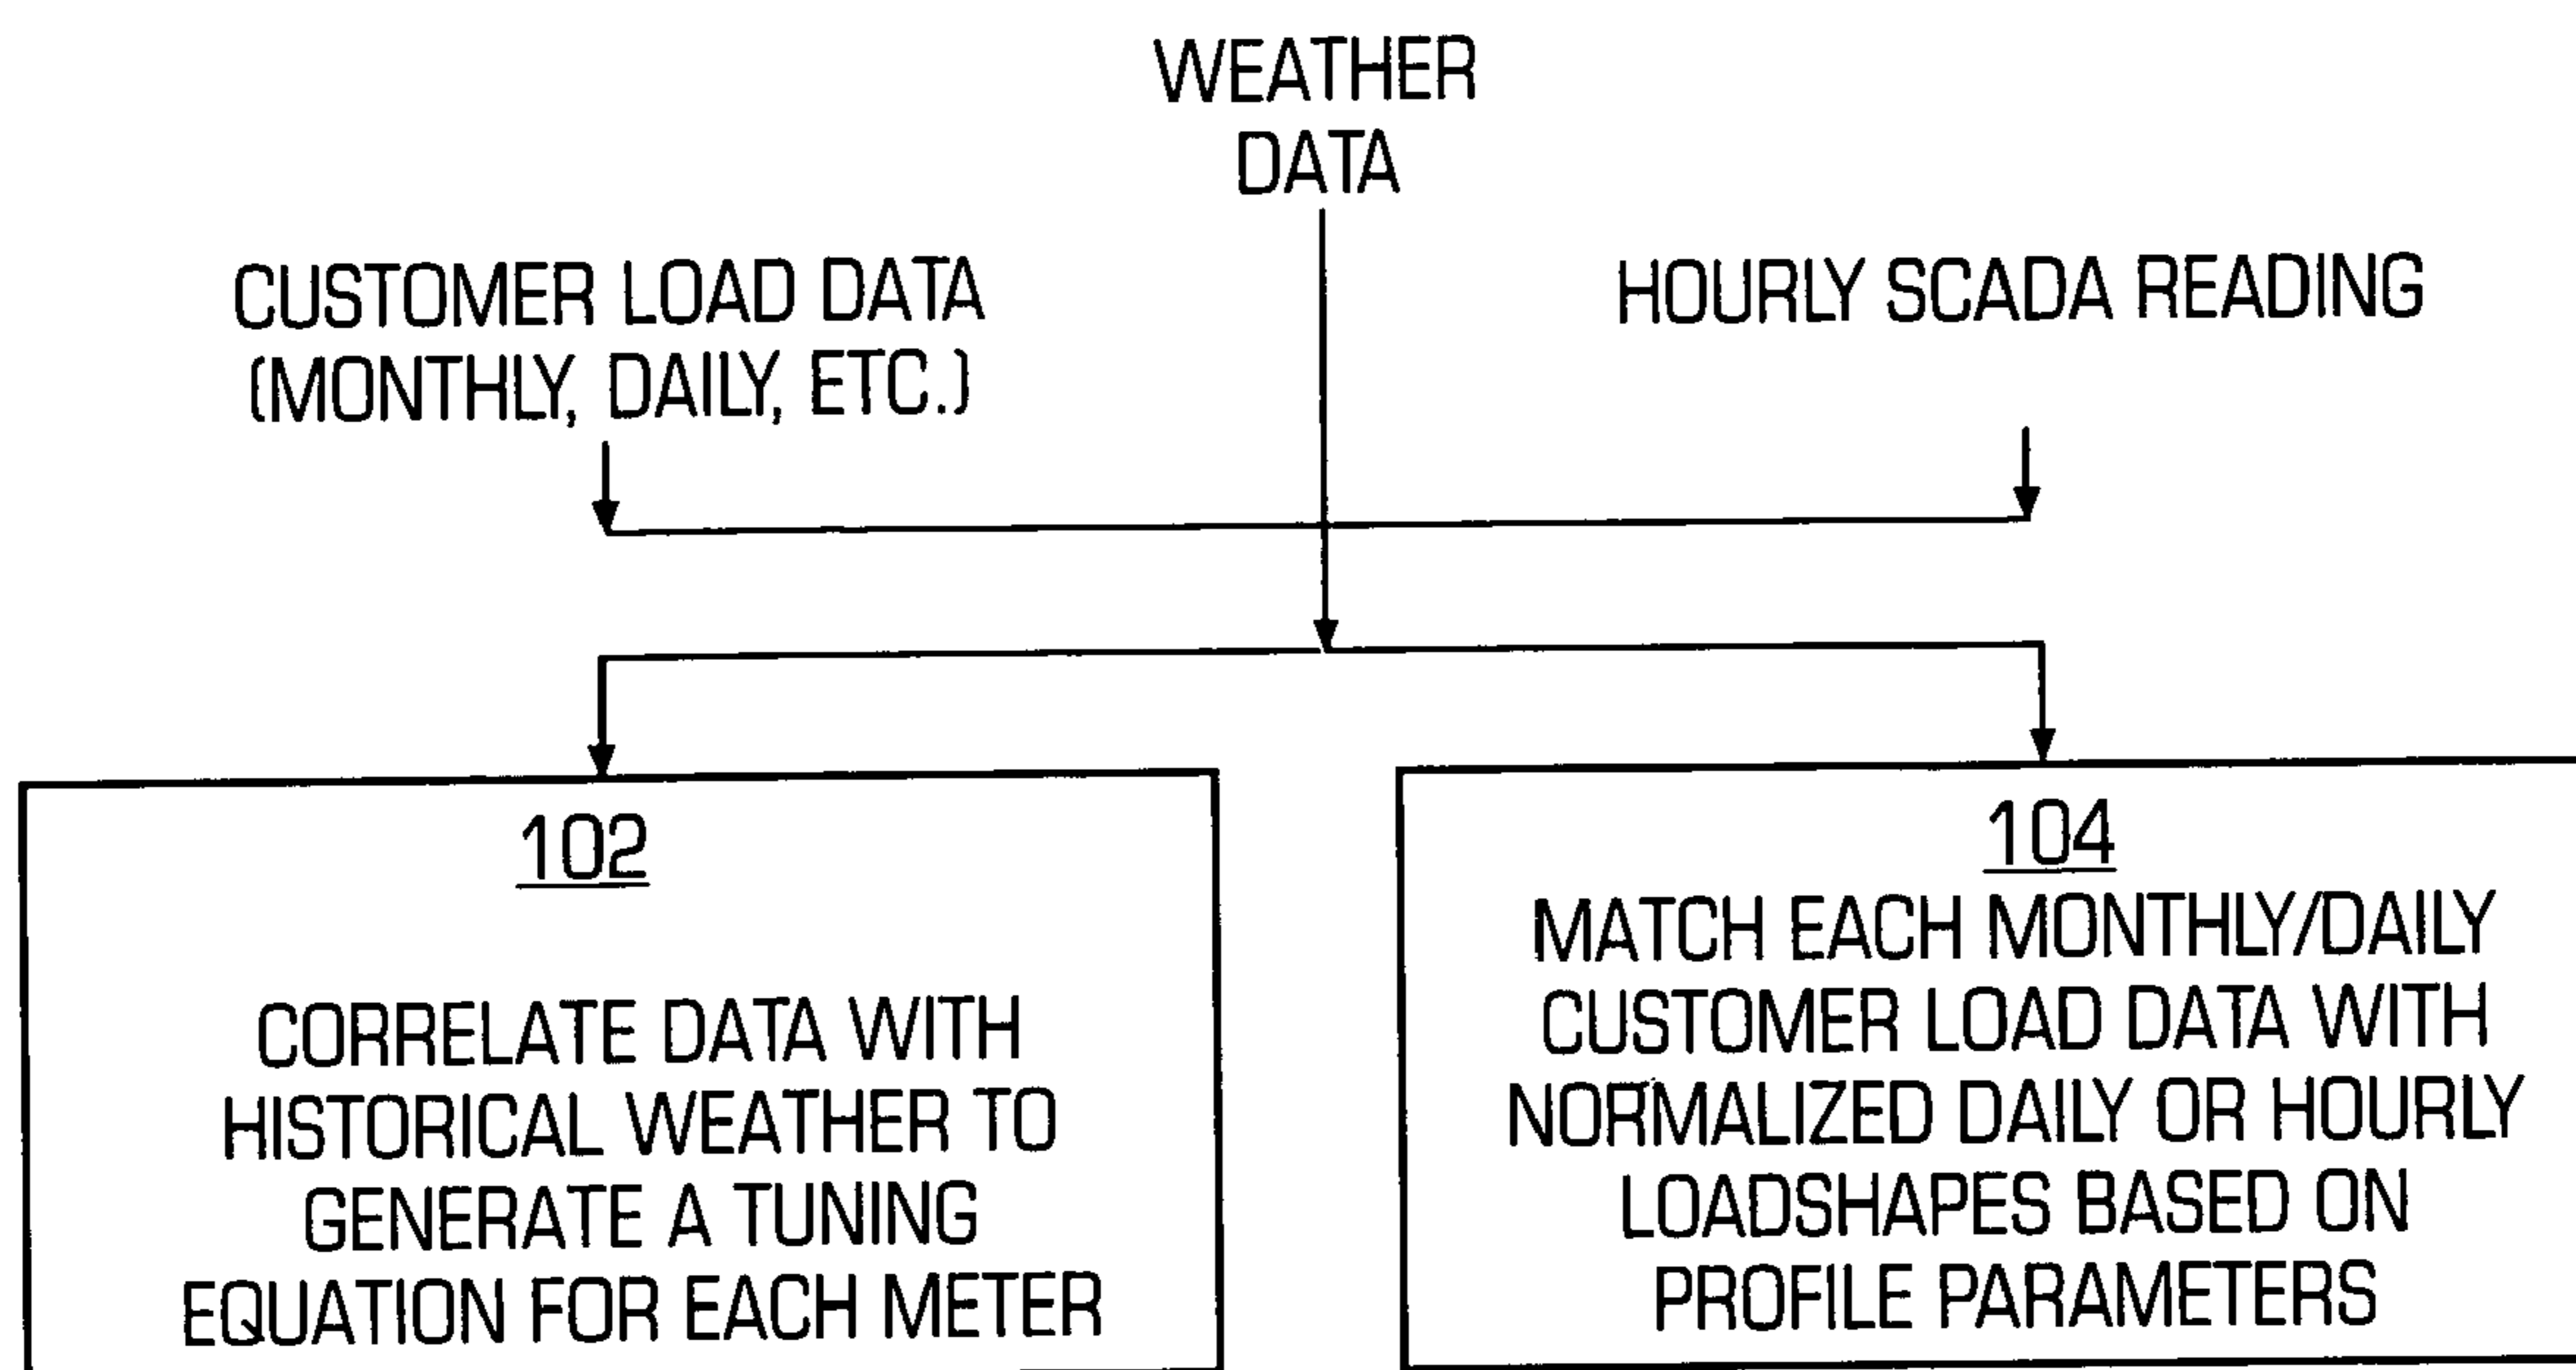 WEATHER
DATA
CUSTOMER LOAD DATA
(MONTHLY, DAILY, ETC.)
HOURLY SCADA READING
102
CORRELATE DATA WITH
HISTORICAL WEATHER TO
GENERATE A TUNING
EQUATION FOR EACH METER
104
MATCH EACH MONTHLY/DAILY
CUSTOMER LOAD DATA WITH
NORMALIZED DAILY OR HOURLY
LOADSHAPES BASED ON
PROFILE PARAMETERS